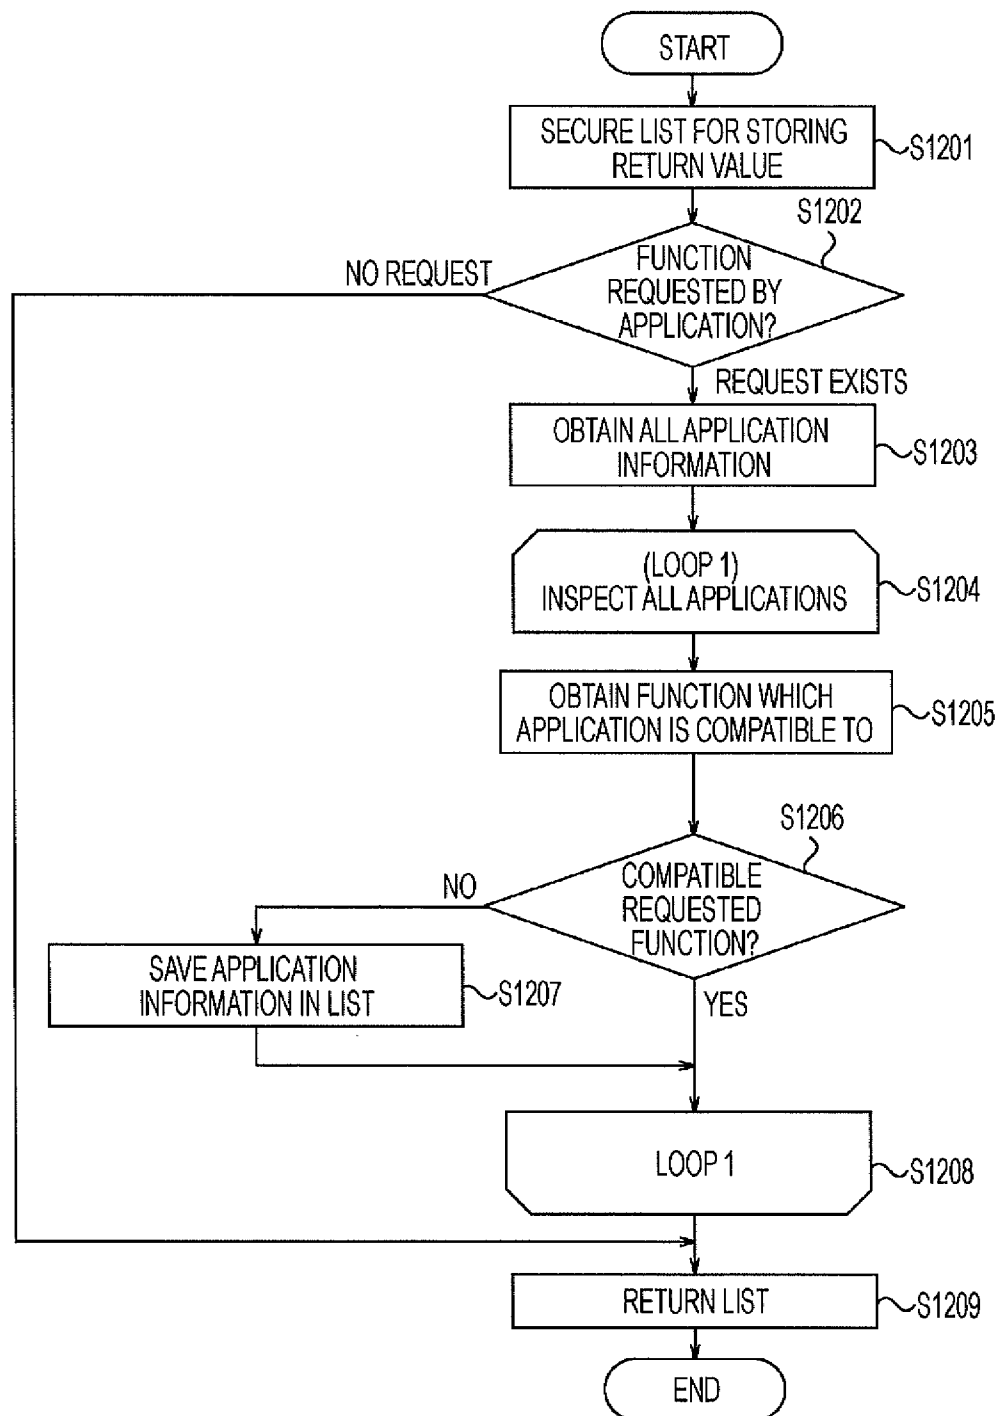 START
SECURE LIST FOR STORING
RETURN VALUE
S1201
S1202
FUNCTION
REQUESTED BY
APPLICATION?
NO REQUEST
REQUEST EXISTS
OBTAIN ALL APPLICATION
INFORMATION
S1203
(LOOP 1)
INSPECT ALL APPLICATIONS
S1204
OBTAIN FUNCTION WHICH
APPLICATION IS COMPATIBLE TO
S1205
S1206
COMPATIBLE
REQUESTED
FUNCTION?
NO
YES
SAVE APPLICATION
INFORMATION IN LIST
S1207
LOOP 1
S1208
RETURN LIST
S1209
END